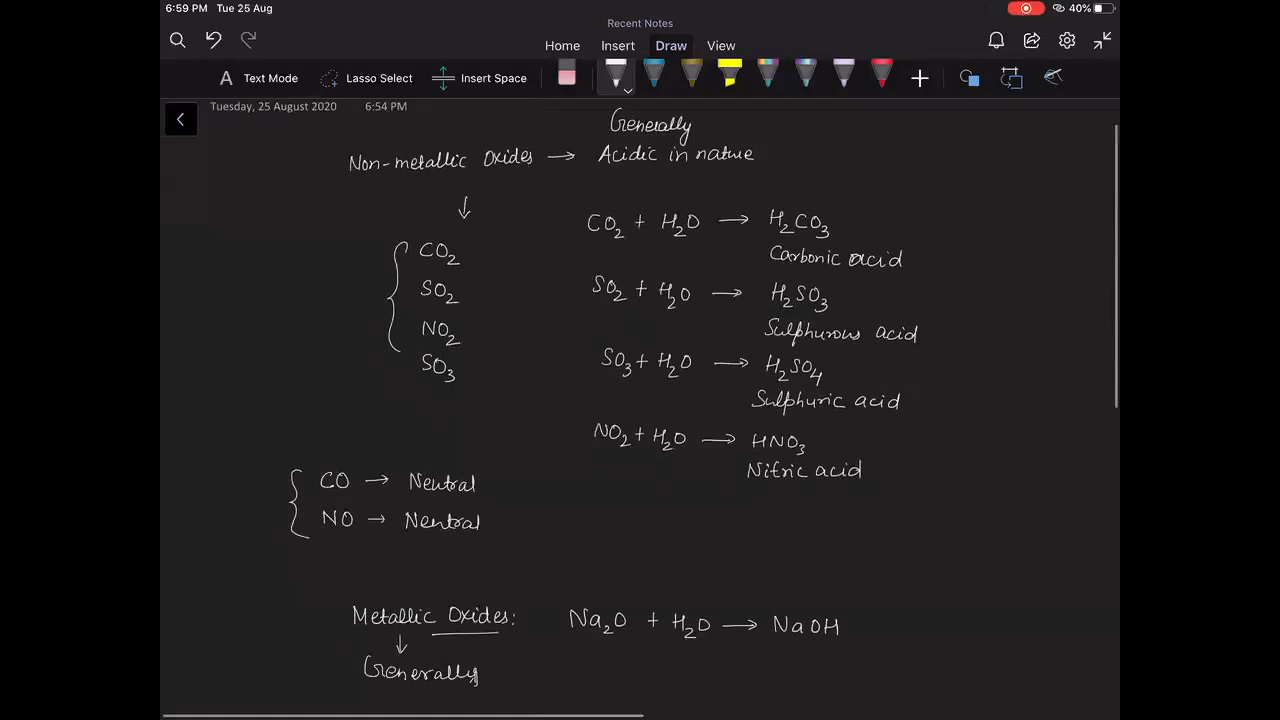 6:59 PM Tue 25 Aug
40%
Recent Notes
Home Insert Draw View
A Text Mode Lasso Select Insert Space
Tuesday, 25 August 2020 6:54 PM
Generally
Non-metallic Oxides → Acidic in nature
↓
CO₂ + H₂O → H₂CO₃
CO₂
Carbonic acid
SO₂
SO₂ + H₂O → H₂SO₃
NO₂
Sulphurous acid
SO₃
SO₃ + H₂O → H₂SO₄
Sulphuric acid
NO₂ + H₂O → HNO₃
Nitric acid
CO → Neutral
NO → Neutral
Metallic Oxides: Na₂O + H₂O → NaOH
↓
Generally